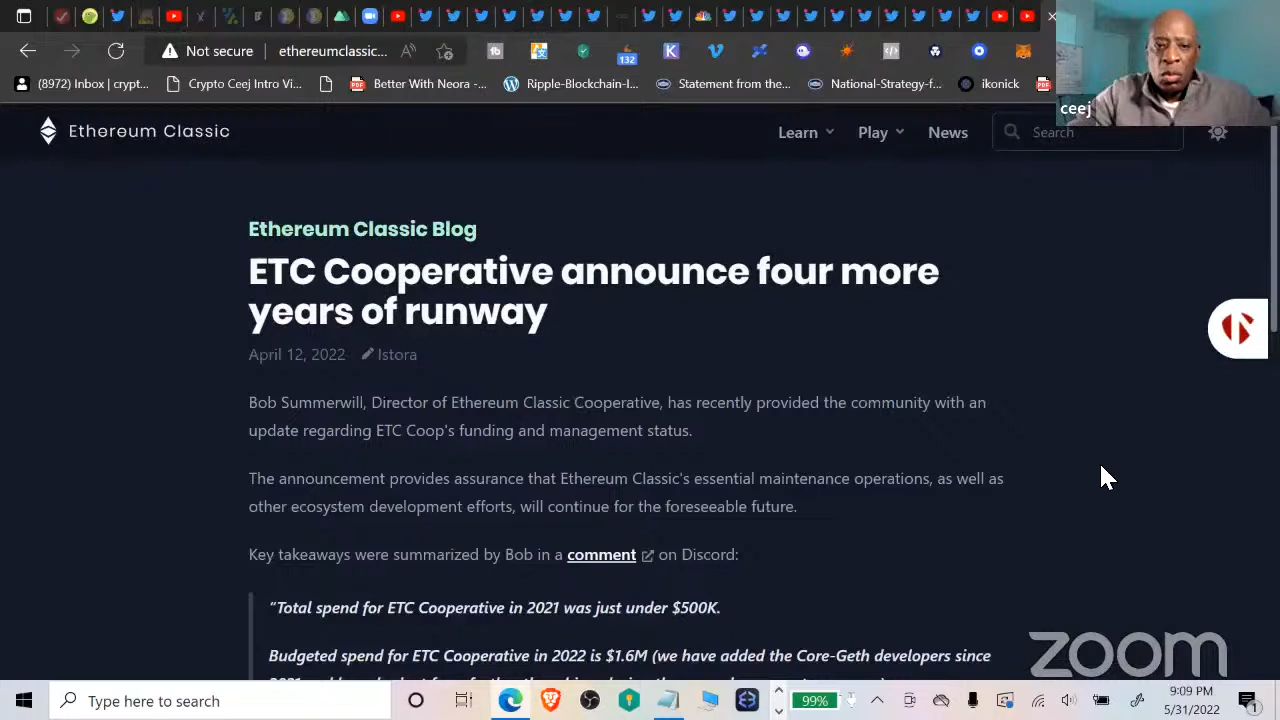 Not secure
ethereumclassic...
132
(8972) Inbox | crypt...
Crypto Ceej Intro Vi...
Better With Neore...
Ripple-Blockchain-I...
Statement from the...
National-Strategy-f...
ikonick
ceej
Ethereum Classic
Learn
Play
News
Search
Ethereum Classic Blog
ETC Cooperative announce four more
years of runway
April 12, 2022
Istora
Bob Summerwill, Director of Ethereum Classic Cooperative, has recently provided the community with an
update regarding ETC Coop's funding and management status.
The announcement provides assurance that Ethereum Classic's essential maintenance operations, as well as
other ecosystem development efforts, will continue for the foreseeable future.
Key takeaways were summarized by Bob in a comment on Discord:
“Total spend for ETC Cooperative in 2021 was just under $500K.
Budgeted spend for ETC Cooperative in 2022 is $1.6M (we have added the Core-Geth developers since
zoom
Type here to search
99%
9:09 PM
5/31/2022
1